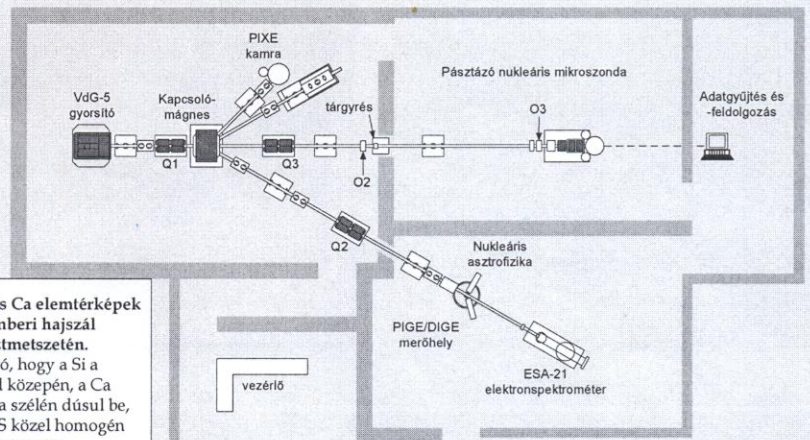 PIXE
kamra
Pásztázó nukleáris mikroszonda
VdG-5
gyorsító
Kapcsoló-
mágnes
tárgyrés
O3
Adatgyűjtés és
-feldolgozás
Q1
Q3
O2
Q2
Nukleáris
asztrofizika
PIGE/DIGE
merőhely
ESA-21
elektronspektrométer
vezérlő
s Ca elemtérképek
beri hajszál
tmetszetén.
ó, hogy a Si a
l közepén, a Ca
a szélén dúsul be,
S közel homogén